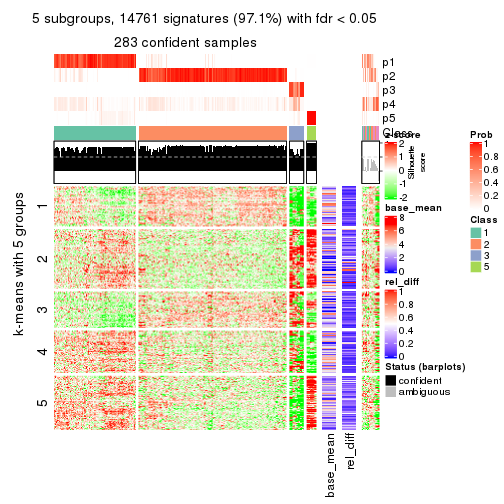 5 subgroups, 14761 signatures (97.1%) with fdr < 0.05
283 confident samples
p1
p2
p3
p4
p5
Class
Silhouette
score
k-means with 5 groups
1
2
3
4
5
base_mean
rel_diff
z-score
2
1
0
-1
-2
base_mean
8
6
4
2
0
rel_diff
1
0.8
0.6
0.4
0.2
0
Status (barplots)
confident
ambiguous
Prob
1
0.8
0.6
0.4
0.2
0
Class
1
2
3
4
5